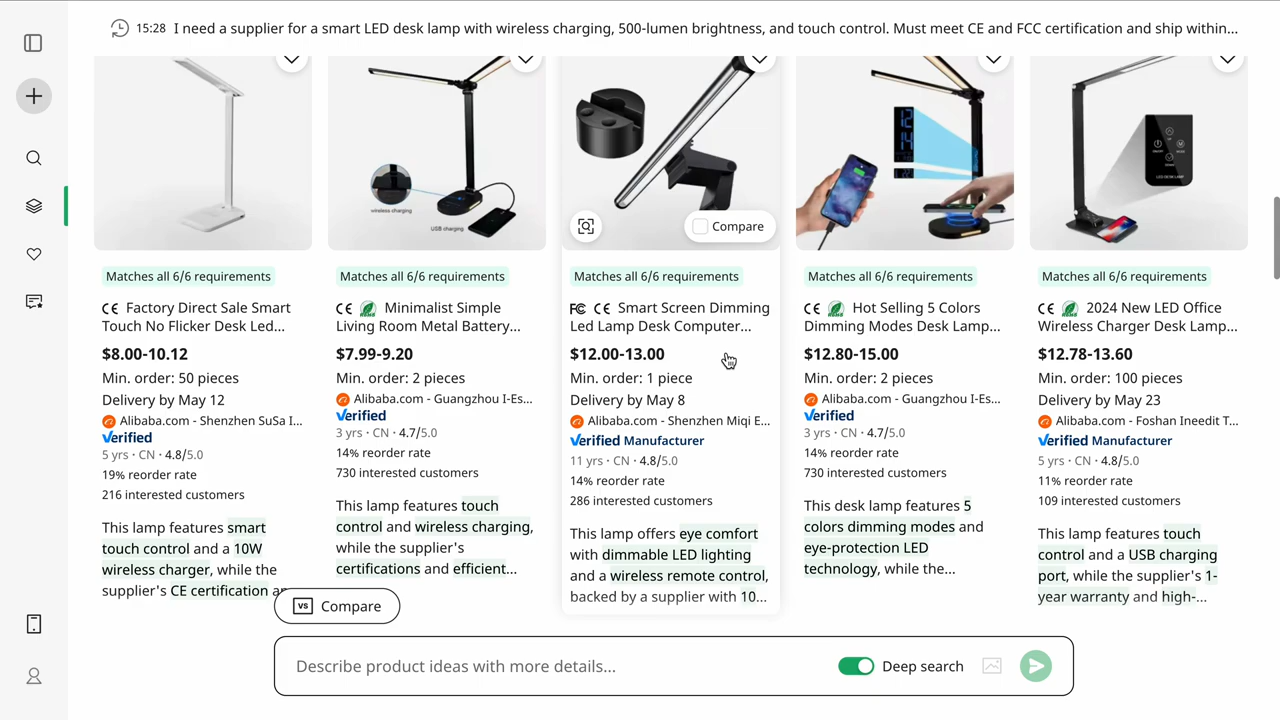 15:28 I need a supplier for a smart LED desk lamp with wireless charging, 500-lumen brightness, and touch control. Must meet CE and FCC certification and ship within...
wireless charging
USB charging
Compare
Matches all 6/6 requirements
CE Factory Direct Sale Smart
Touch No Flicker Desk Led...
$8.00-10.12
Min. order: 50 pieces
Delivery by May 12
Alibaba.com - Shenzhen SuSa I...
Verified
5 yrs · CN · 4.8/5.0
19% reorder rate
216 interested customers
This lamp features smart
touch control and a 10W
wireless charger, while the
supplier's CE certification
Matches all 6/6 requirements
CE Minimalist Simple
Living Room Metal Battery...
$7.99-9.20
Min. order: 2 pieces
Alibaba.com - Guangzhou I-Es...
Verified
3 yrs · CN · 4.7/5.0
14% reorder rate
730 interested customers
This lamp features touch
control and wireless charging,
while the supplier's
certifications and efficient...
Matches all 6/6 requirements
FC CE Smart Screen Dimming
Led Lamp Desk Computer...
$12.00-13.00
Min. order: 1 piece
Delivery by May 8
Alibaba.com - Shenzhen Miqi E...
Verified Manufacturer
11 yrs · CN · 4.8/5.0
14% reorder rate
286 interested customers
This lamp offers eye comfort
with dimmable LED lighting
and a wireless remote control,
backed by a supplier with 10...
Matches all 6/6 requirements
CE Hot Selling 5 Colors
Dimming Modes Desk Lamp...
$12.80-15.00
Min. order: 2 pieces
Alibaba.com - Guangzhou I-Es...
Verified
3 yrs · CN · 4.7/5.0
14% reorder rate
730 interested customers
This desk lamp features 5
colors dimming modes and
eye-protection LED
technology, while the...
Matches all 6/6 requirements
CE 2024 New LED Office
Wireless Charger Desk Lamp...
$12.78-13.60
Min. order: 100 pieces
Delivery by May 23
Alibaba.com - Foshan Ineedit T...
Verified Manufacturer
5 yrs · CN · 4.8/5.0
11% reorder rate
109 interested customers
This lamp features touch
control and a USB charging
port, while the supplier's 1-
year warranty and high-...
VS Compare
Describe product ideas with more details...
Deep search